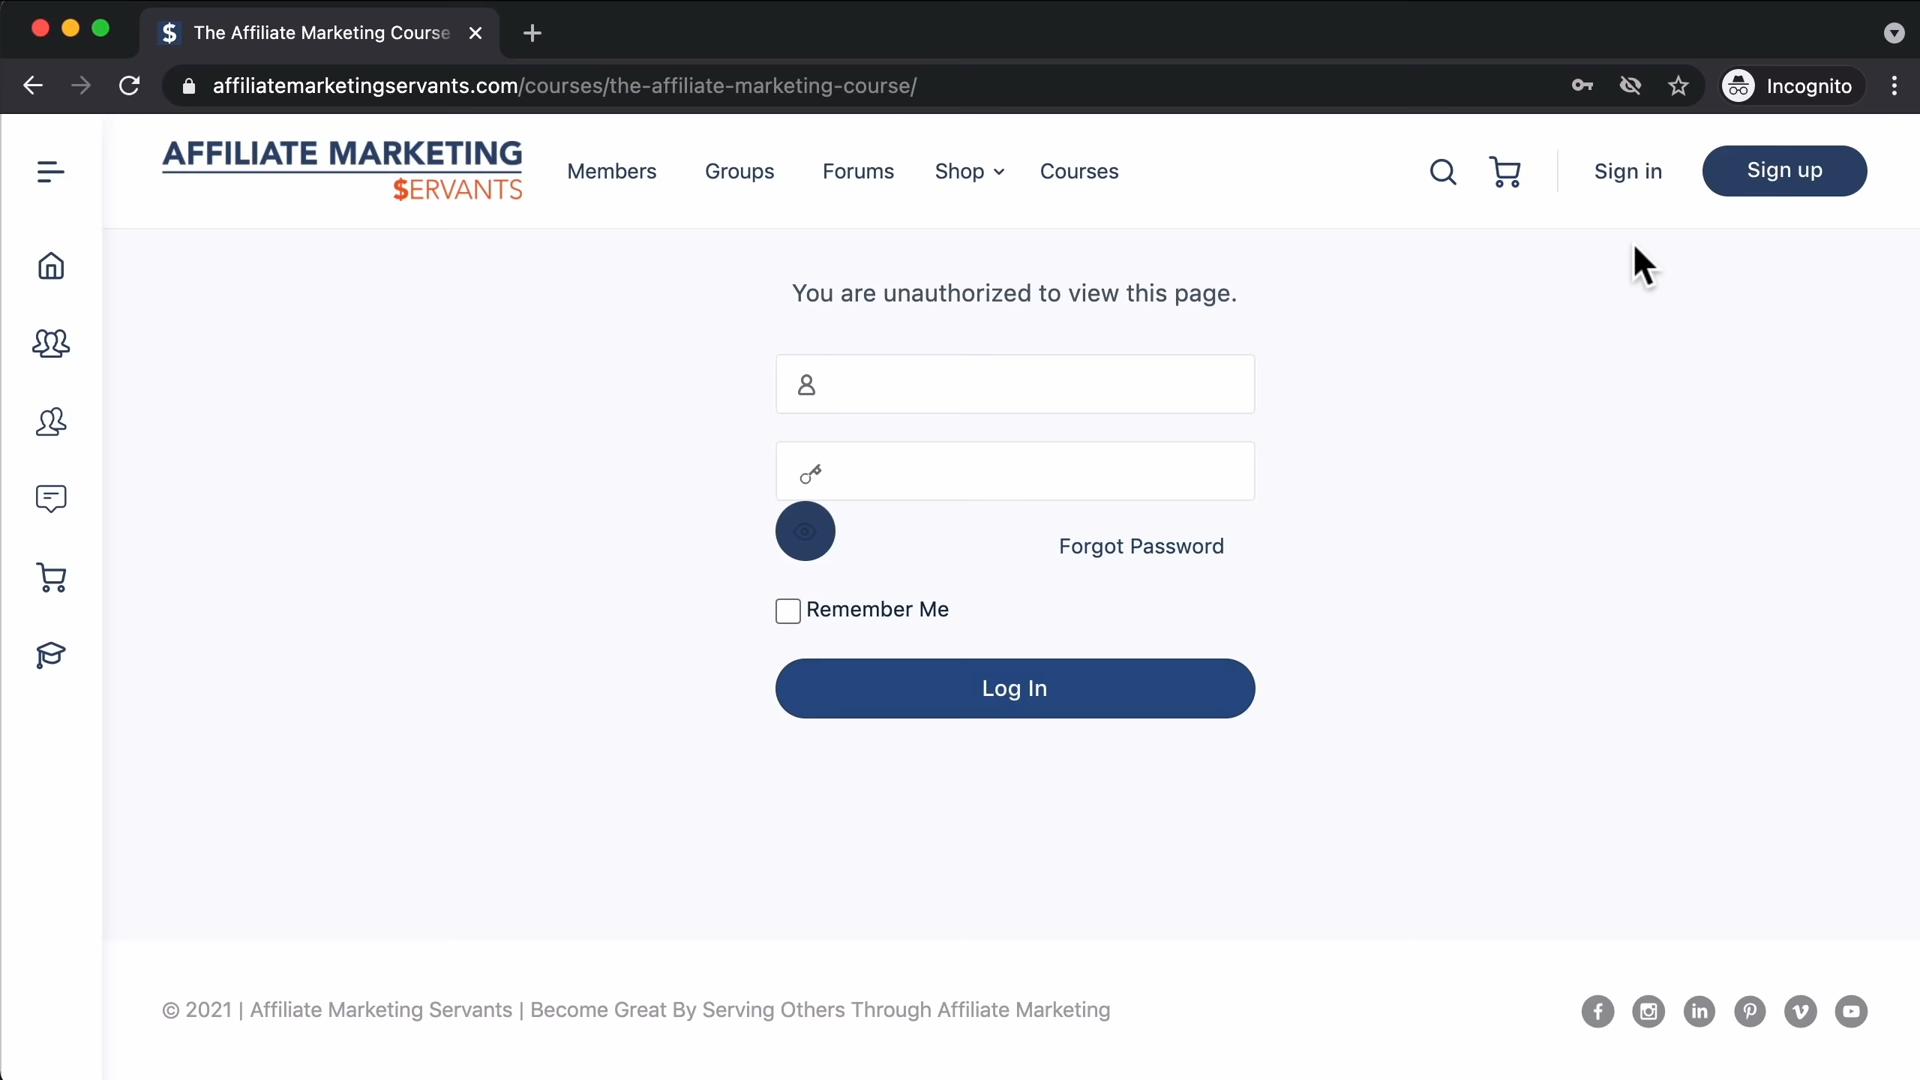 The Affiliate Marketing Course
affiliatemarketingservants.com/courses/the-affiliate-marketing-course/
Incognito
AFFILIATE MARKETING
$ERVANTS
Members
Groups
Forums
Shop
Courses
Sign in
Sign up
You are unauthorized to view this page.
Forgot Password
Remember Me
Log In
© 2021 | Affiliate Marketing Servants | Become Great By Serving Others Through Affiliate Marketing